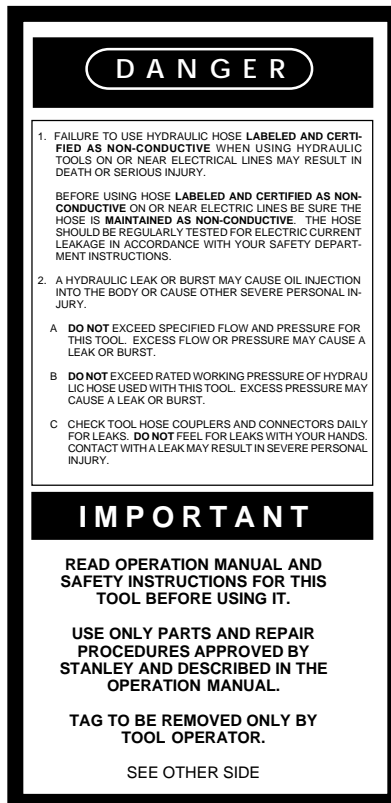 DANGER
1. FAILURE TO USE HYDRAULIC HOSE LABELED AND CERTI-
FIED AS NON-CONDUCTIVE WHEN USING HYDRAULIC
TOOLS ON OR NEAR ELECTRICAL LINES MAY RESULT IN
DEATH OR SERIOUS INJURY.
BEFORE USING HOSE LABELED AND CERTIFIED AS NON-
CONDUCTIVE ON OR NEAR ELECTRIC LINES BE SURE THE
HOSE IS MAINTAINED AS NON-CONDUCTIVE. THE HOSE
SHOULD BE REGULARLY TESTED FOR ELECTRIC CURRENT
LEAKAGE IN ACCORDANCE WITH YOUR SAFETY DEPART-
MENT INSTRUCTIONS.
2. A HYDRAULIC LEAK OR BURST MAY CAUSE OIL INJECTION
INTO THE BODY OR CAUSE OTHER SEVERE PERSONAL IN-
JURY.
A DO NOT EXCEED SPECIFIED FLOW AND PRESSURE FOR
THIS TOOL. EXCESS FLOW OR PRESSURE MAY CAUSE A
LEAK OR BURST.
B DO NOT EXCEED RATED WORKING PRESSURE OF HYDRAU
LIC HOSE USED WITH THIS TOOL. EXCESS PRESSURE MAY
CAUSE A LEAK OR BURST.
C CHECK TOOL HOSE COUPLERS AND CONNECTORS DAILY
FOR LEAKS. DO NOT FEEL FOR LEAKS WITH YOUR HANDS.
CONTACT WITH A LEAK MAY RESULT IN SEVERE PERSONAL
INJURY.
IMPORTANT
READ OPERATION MANUAL AND
SAFETY INSTRUCTIONS FOR THIS
TOOL BEFORE USING IT.
USE ONLY PARTS AND REPAIR
PROCEDURES APPROVED BY
STANLEY AND DESCRIBED IN THE
OPERATION MANUAL.
TAG TO BE REMOVED ONLY BY
TOOL OPERATOR.
SEE OTHER SIDE